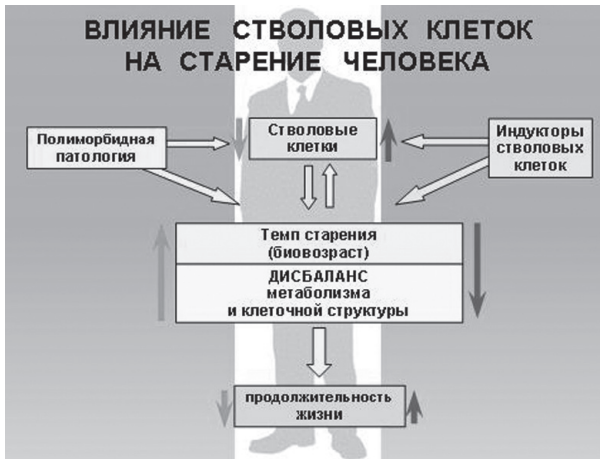 ВЛИЯНИЕ СТВОЛОВЫХ КЛЕТОК
НА СТАРЕНИЕ ЧЕЛОВЕКА
Полиморбидная
патология
Стволовые
клетки
Индукторы
стволовых
клеток
Темп старения
(биовозраст)
ДИСБАЛАНС
метаболизма
и клеточной структуры
продолжительность
жизни